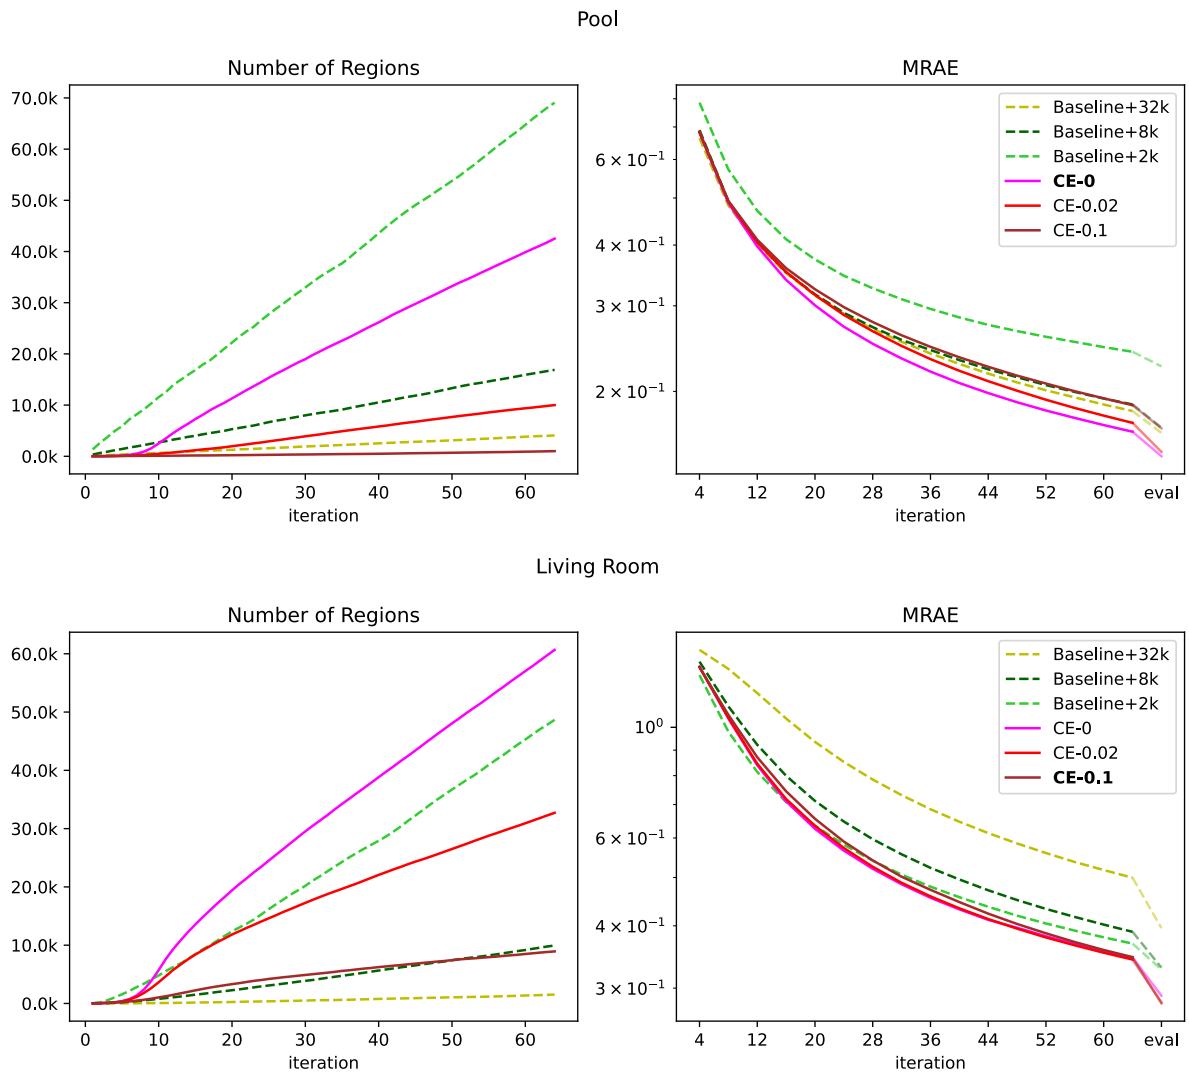 Pool
Number of Regions
70.0k
60.0k
50.0k
40.0k
30.0k
20.0k
10.0k
0.0k
0 10 20 30 40 50 60
iteration
MRAE
6 × 10⁻¹
4 × 10⁻¹
3 × 10⁻¹
2 × 10⁻¹
Baseline+32k
Baseline+8k
Baseline+2k
CE-0
CE-0.02
CE-0.1
4 12 20 28 36 44 52 60 eval
iteration
Living Room
Number of Regions
60.0k
50.0k
40.0k
30.0k
20.0k
10.0k
0.0k
0 10 20 30 40 50 60
iteration
MRAE
10⁰
6 × 10⁻¹
4 × 10⁻¹
3 × 10⁻¹
Baseline+32k
Baseline+8k
Baseline+2k
CE-0
CE-0.02
CE-0.1
4 12 20 28 36 44 52 60 eval
iteration